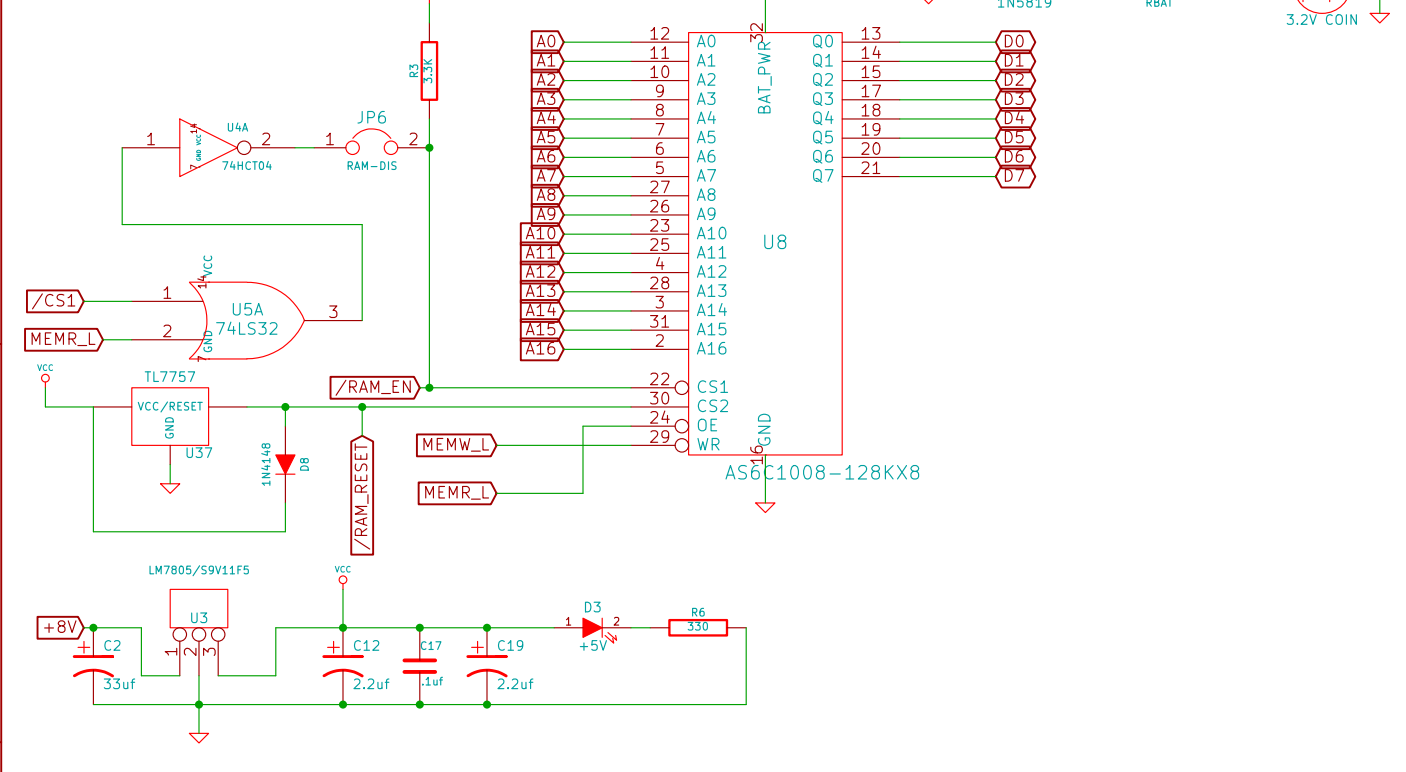 1N5819
RBAT
3.2V COIN
R3
3.3K
A0 12 A0 32 Q0 13 D0
A1 11 A1 BAT_PWR Q1 14 D1
A2 10 A2 Q2 15 D2
A3 9 A3 Q3 17 D3
A4 8 A4 Q4 18 D4
A5 7 A5 Q5 19 D5
A6 6 A6 Q6 20 D6
A7 5 A7 Q7 21 D7
A8 27 A8
A9 26 A9
A10 23 A10
U8
A11 25 A11
A12 4 A12
A13 28 A13
A14 3 A14
A15 31 A15
A16 2 A16
/RAM_EN 22 CS1
30 CS2
24 OE
MEMW_L 29 WR
GND
16
AS6C1008-128KX8
MEMR_L
/RAM_RESET
JP6
1 2
RAM-DIS
U4A
1 14 VCC GND 7 2
74HCT04
/CS1 1
MEMR_L 2
14 VCC
U5A
74LS32
3
7 GND
VCC
TL7757
VCC/RESET
GND
U37
1N4148
D8
LM7805/S9V11F5
U3
1 2 3
+8V
C2
33uf
VCC
C12
2.2uf
C17
.1uf
C19
2.2uf
D3
1 2
+5V
R6
330